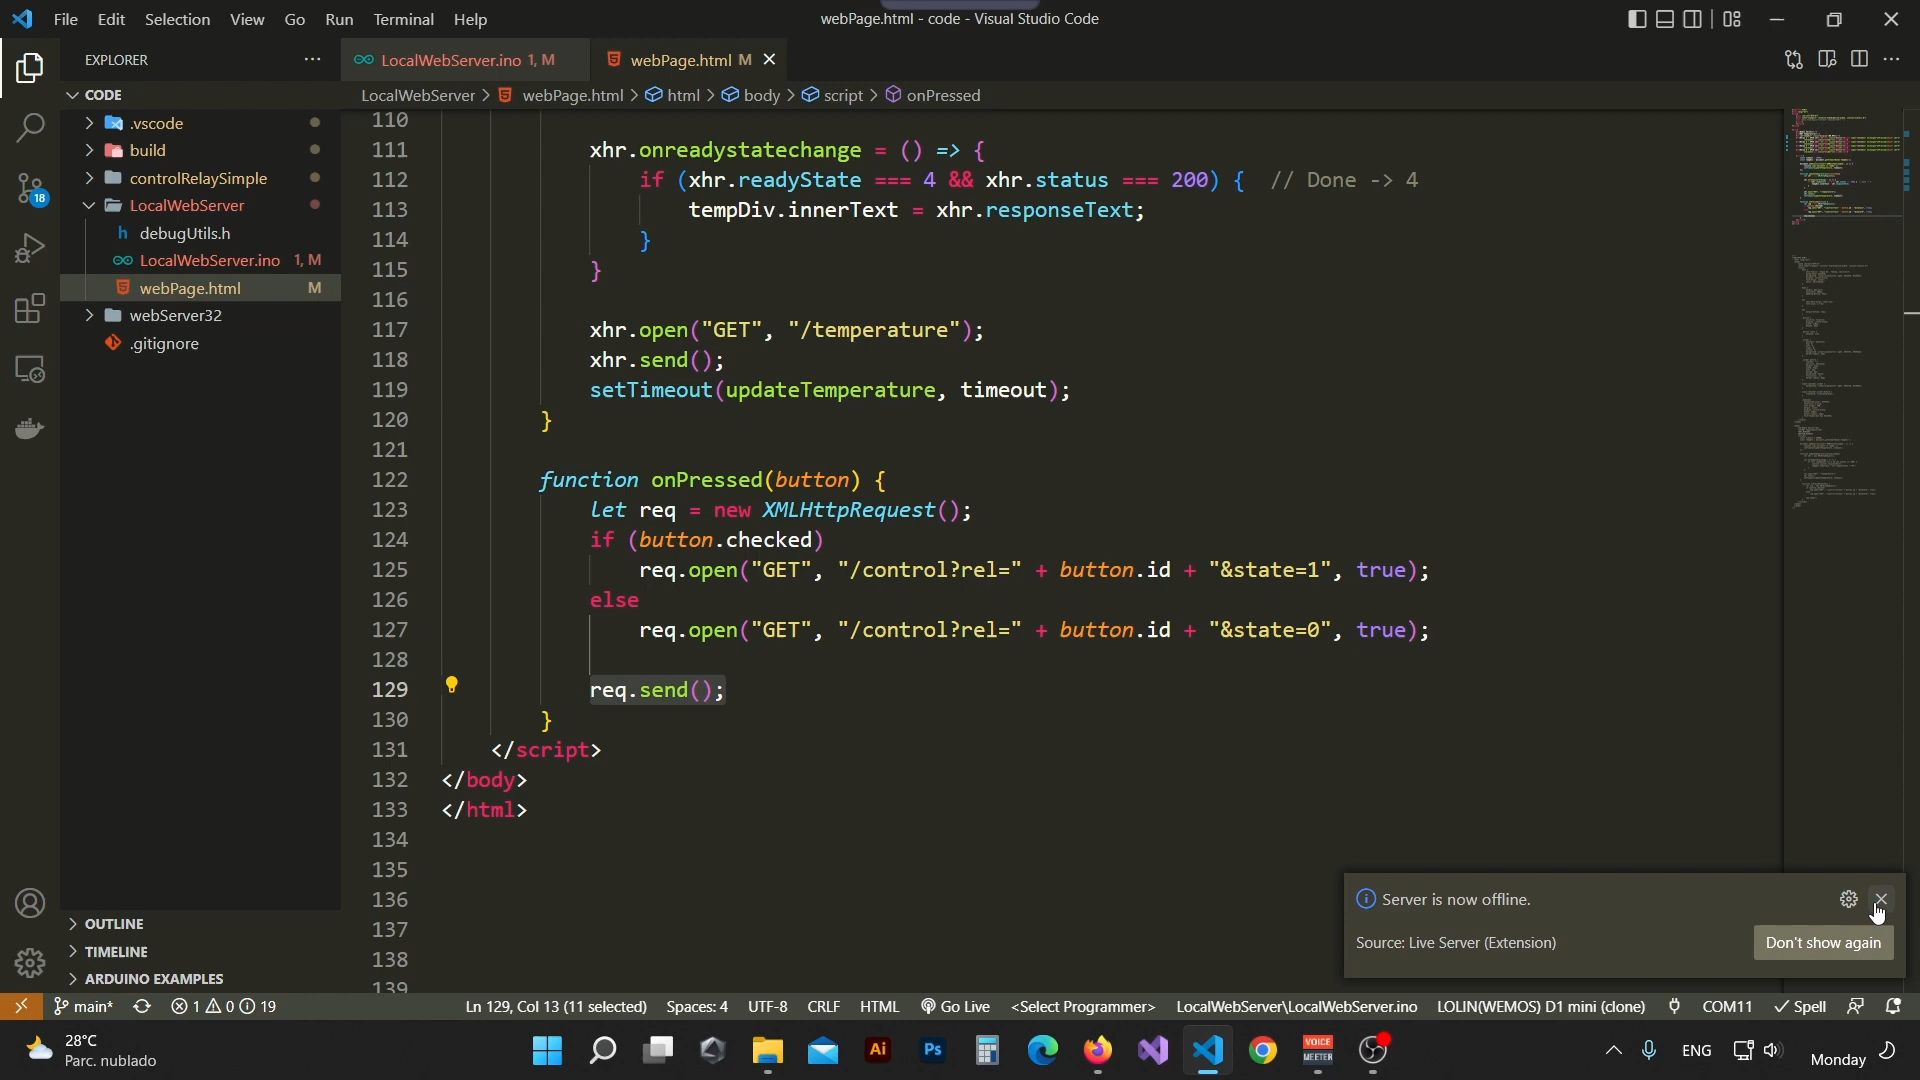 File Edit Selection View Go Run Terminal Help
webPage.html - code - Visual Studio Code
EXPLORER
LocalWebServer.ino 1, M
webPage.html M
CODE
LocalWebServer > webPage.html > html > body > script > onPressed
.vscode
build
controlRelaySimple
LocalWebServer
debugUtils.h
LocalWebServer.ino 1, M
webPage.html M
webServer32
.gitignore
18
110
111 xhr.onreadystatechange = () => {
112 if (xhr.readyState === 4 && xhr.status === 200) { // Done -> 4
113 tempDiv.innerText = xhr.responseText;
114 }
115 }
116
117 xhr.open("GET", "/temperature");
118 xhr.send();
119 setTimeout(updateTemperature, timeout);
120 }
121
122 function onPressed(button) {
123 let req = new XMLHttpRequest();
124 if (button.checked)
125 req.open("GET", "/control?rel=" + button.id + "&state=1", true);
126 else
127 req.open("GET", "/control?rel=" + button.id + "&state=0", true);
128
129 req.send();
130 }
131 </script>
132 </body>
133 </html>
134
135
136
137
138
139
OUTLINE
TIMELINE
ARDUINO EXAMPLES
Server is now offline.
Source: Live Server (Extension)
Don't show again
main* 1 0 19
Ln 129, Col 13 (11 selected) Spaces: 4 UTF-8 CRLF HTML Go Live <Select Programmer> LocalWebServer\LocalWebServer.ino LOLIN(WEMOS) D1 mini (clone) COM11 Spell
28°C
Parc. nublado
Ai
Ps
VOICE
MEETER
ENG
Monday